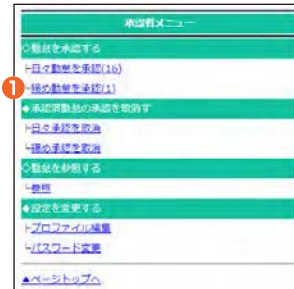 承認者メニュー
◇勤怠を承認する
├日々勤怠を承認(16)
1
└締め勤怠を承認(1)
◆承認済勤怠の承認を取消す
├日々承認を取消
└締め承認を取消
◇勤怠を参照する
└参照
◆設定を変更する
├プロファイル編集
└パスワード変更
▲ページトップへ